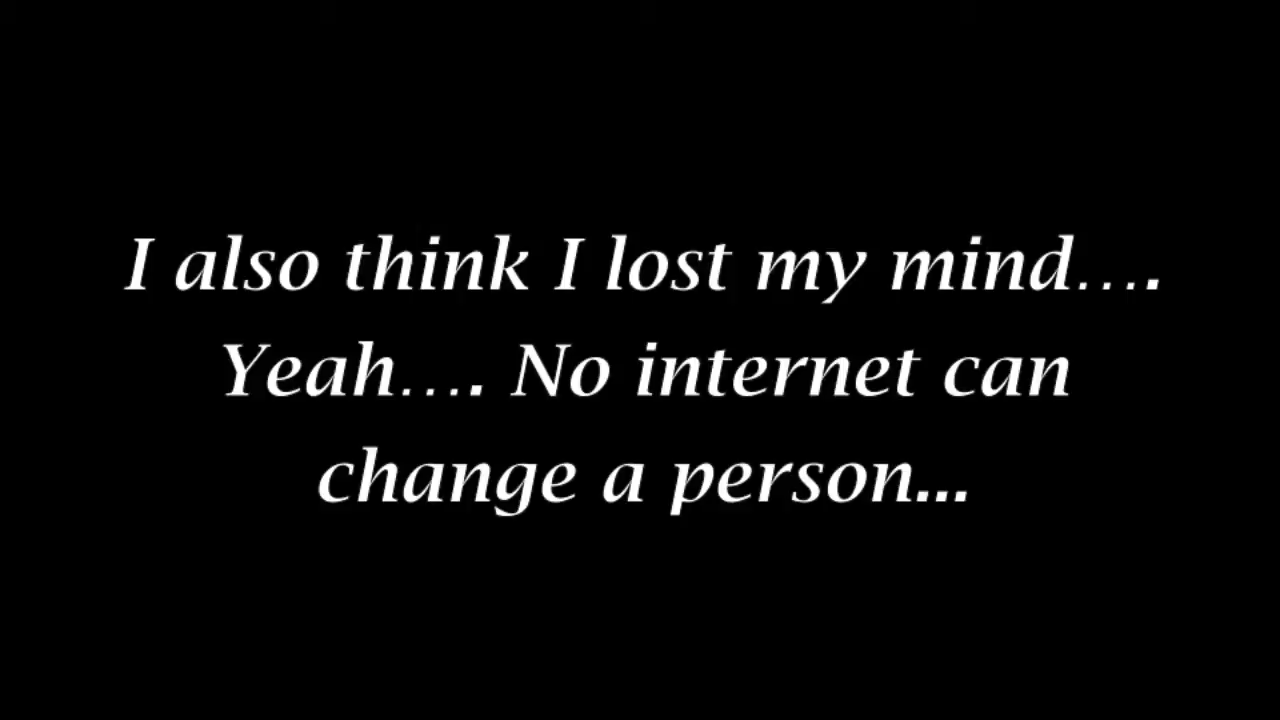 I also think I lost my mind….
Yeah…. No internet can
change a person...